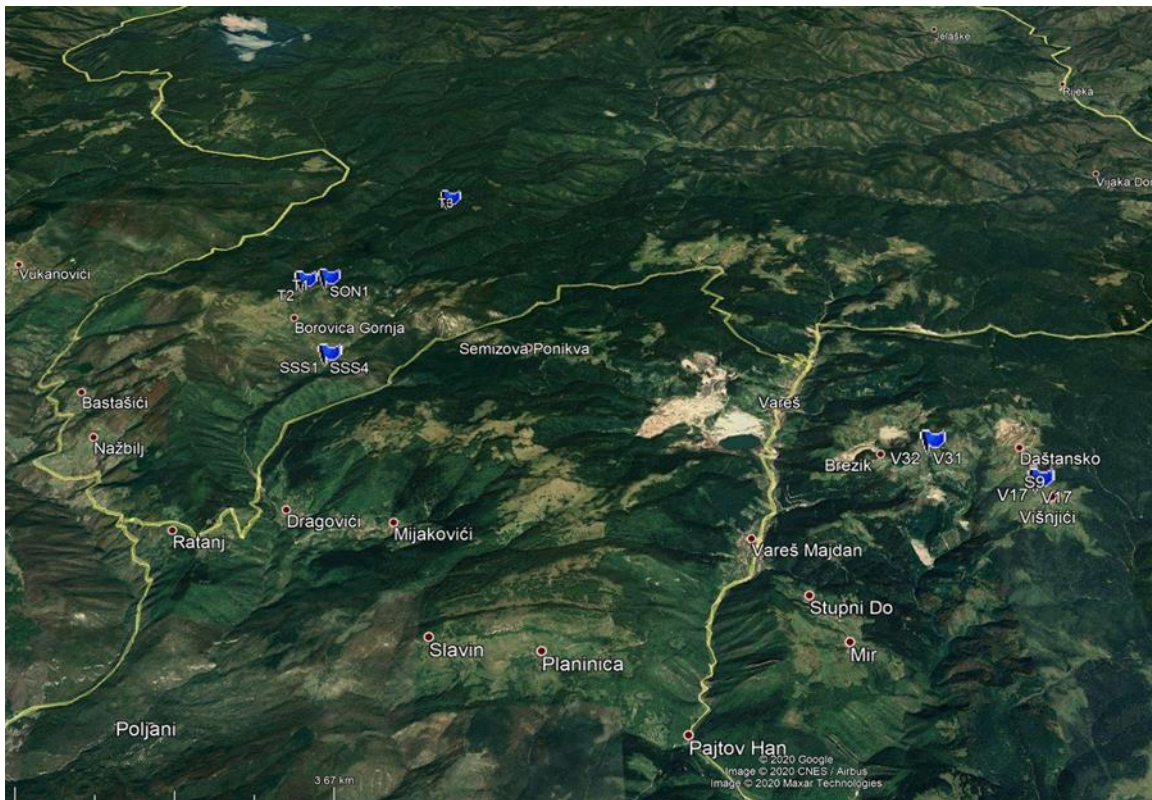 Jelaške
Rijeka
Vijaka Don
T3
Vukanovići
T1
T2
SON1
Borovica Gornja
Semizova Ponikva
SSS1
SSS4
Bastašići
Vareš
Nažbilj
Brezik
V32
V31
Daštansko
S9
V17
V17
Višnjići
Dragovići
Mijakovići
Ratanj
Vareš Majdan
Stupni Do
Slavin
Planinica
Mir
Poljani
Pajtov Han
© 2020 Google
Image © 2020 CNES / Airbus
Image © 2020 Maxar Technologies
3.67 km